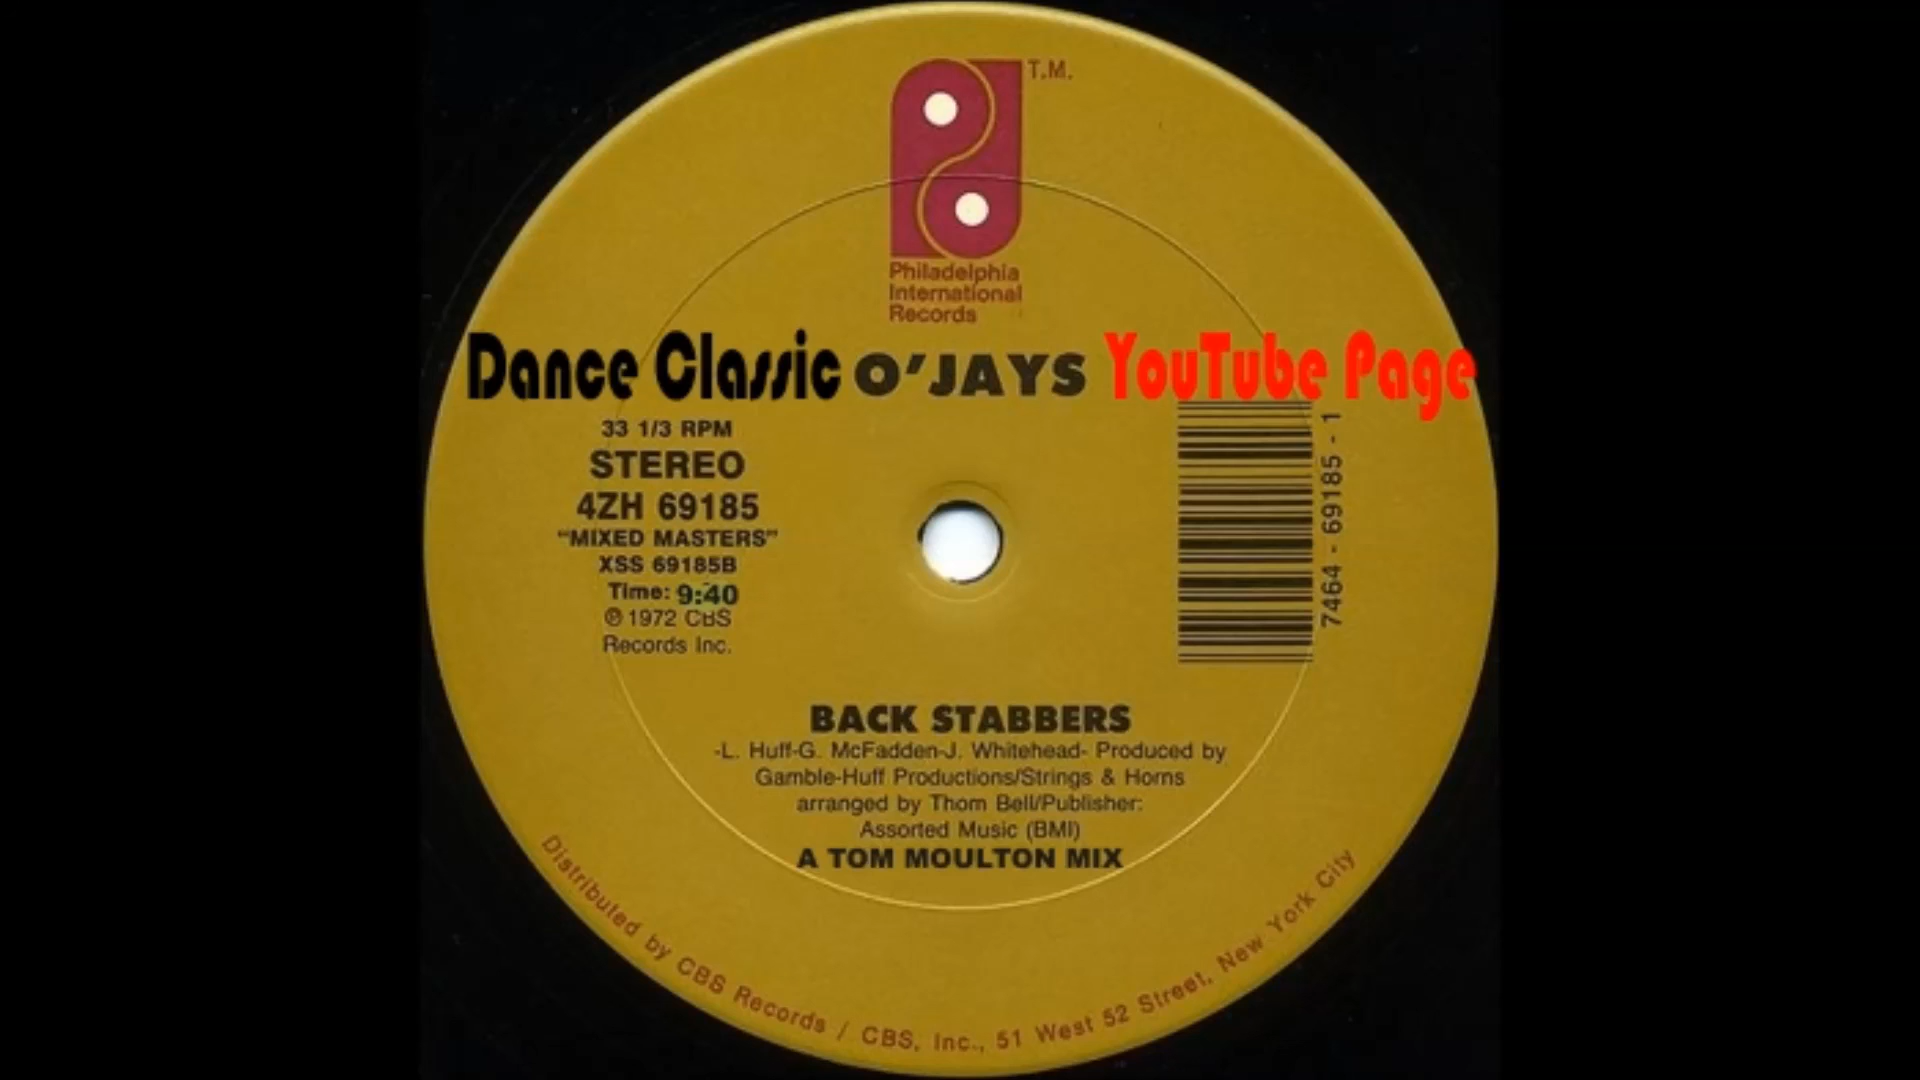 T.M.
Philadelphia
International
Records
Dance Classic O'JAYS YouTube Page
33 1/3 RPM
STEREO
4ZH 69185
"MIXED MASTERS"
XSS 69185B
Time: 9:40
℗ 1972 CBS
Records Inc.
7464 - 69185 - 1
BACK STABBERS
-L. Huff-G. McFadden-J. Whitehead- Produced by
Gamble-Huff Productions/Strings & Horns
arranged by Thom Bell/Publisher:
Assorted Music (BMI)
A TOM MOULTON MIX
Distributed by CBS Records / CBS, Inc., 51 West 52 Street, New York City